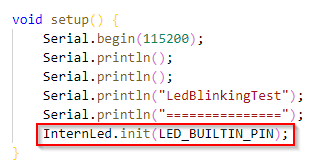 void setup() {
    Serial.begin(115200);
    Serial.println();
    Serial.println();
    Serial.println("LedBlinkingTest");
    Serial.println("===============");
    InternLed.init(LED_BUILTIN_PIN);
}